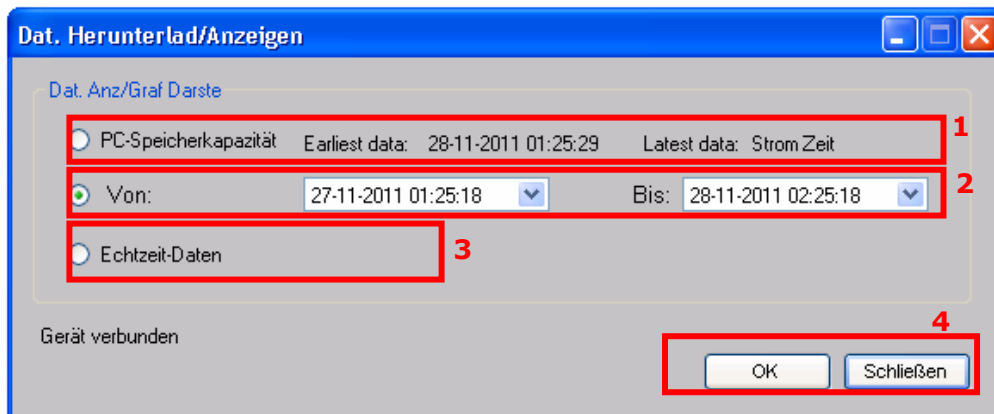 Dat. Herunterlad/Anzeigen
Dat. Anz/Graf Darste
PC-Speicherkapazität Earliest data: 28-11-2011 01:25:29 Latest data: Strom Zeit 1
Von: 27-11-2011 01:25:18 Bis: 28-11-2011 02:25:18 2
Echtzeit-Daten 3
Gerät verbunden
4
OK Schließen